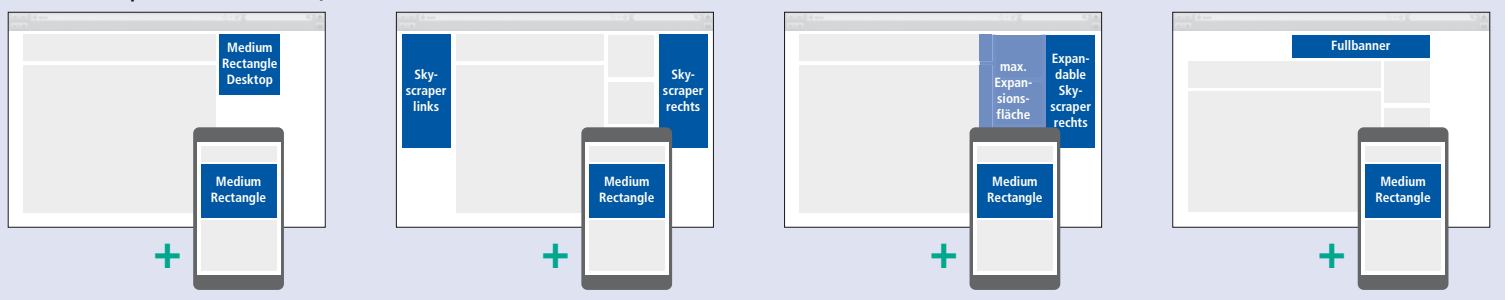 Medium
Rectangle
Desktop
Medium
Rectangle
+
Sky-
scraper
links
Sky-
scraper
rechts
Medium
Rectangle
+
max.
Expan-
sions-
fläche
Expan-
dable
Sky-
scraper
rechts
Medium
Rectangle
+
Fullbanner
Medium
Rectangle
+